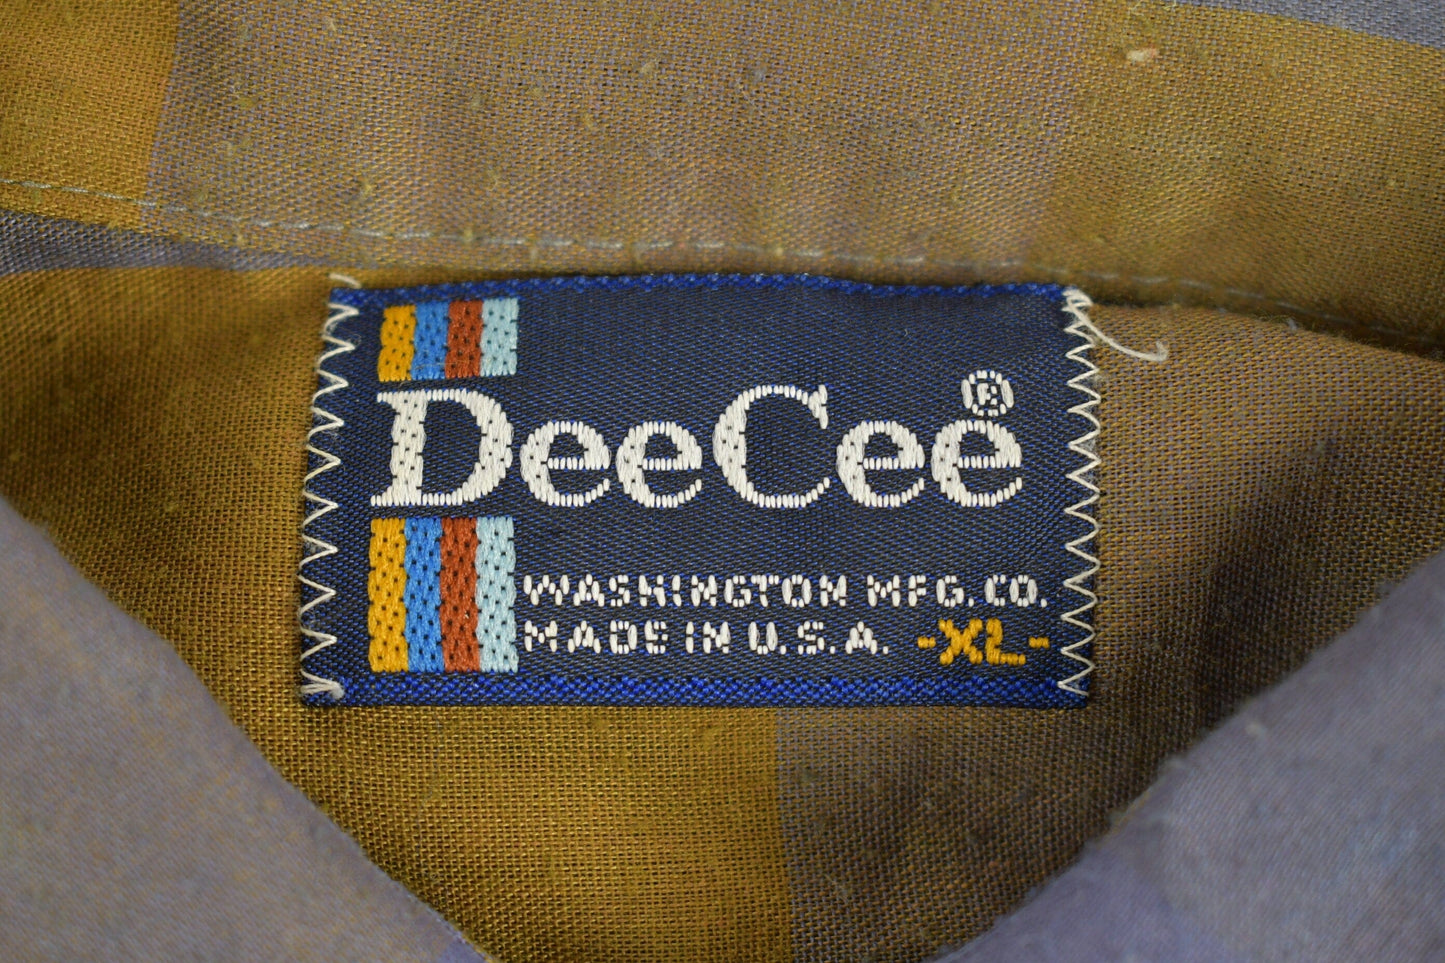 DeeCee®
WASHINGTON MFG. CO.
MADE IN U.S.A. -XL-